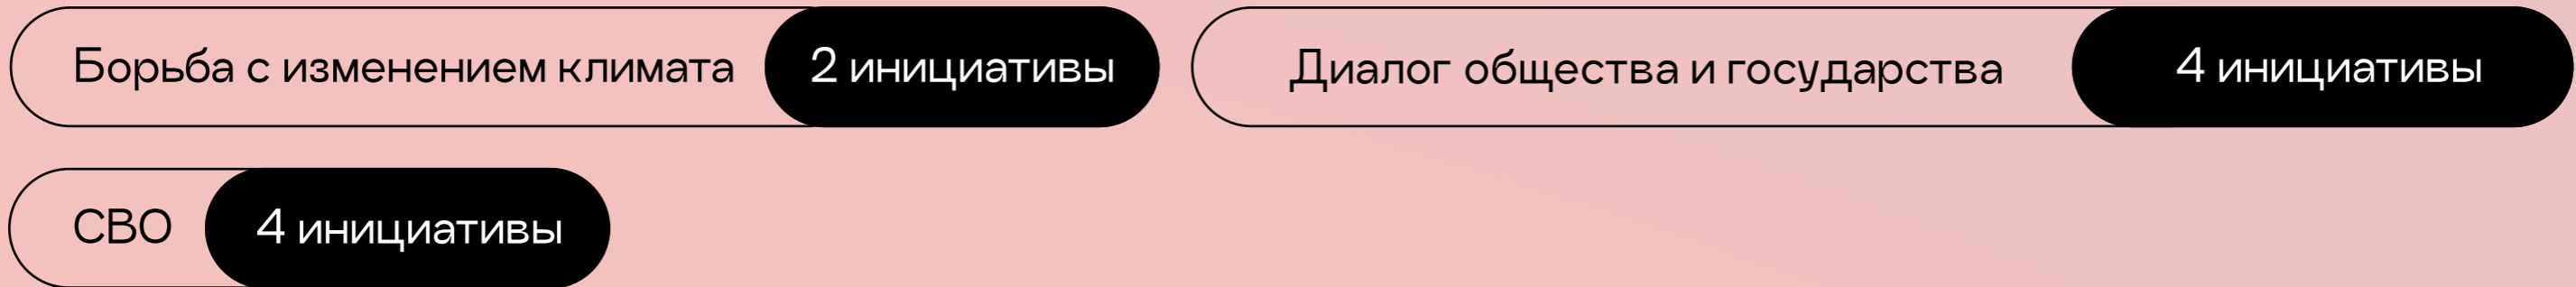 Борьба с изменением климата 2 инициативы Диалог общества и государства 4 инициативы
СВО 4 инициативы